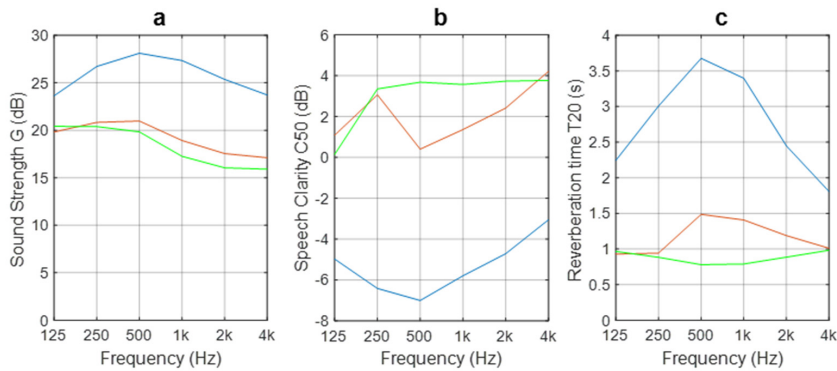 a
Sound Strength G (dB)
30
25
20
15
10
5
0
125 250 500 1k 2k 4k
Frequency (Hz)
b
Speech Clarity C50 (dB)
6
4
2
0
-2
-4
-6
-8
125 250 500 1k 2k 4k
Frequency (Hz)
c
Reverberation time T20 (s)
4
3.5
3
2.5
2
1.5
1
0.5
0
125 250 500 1k 2k 4k
Frequency (Hz)